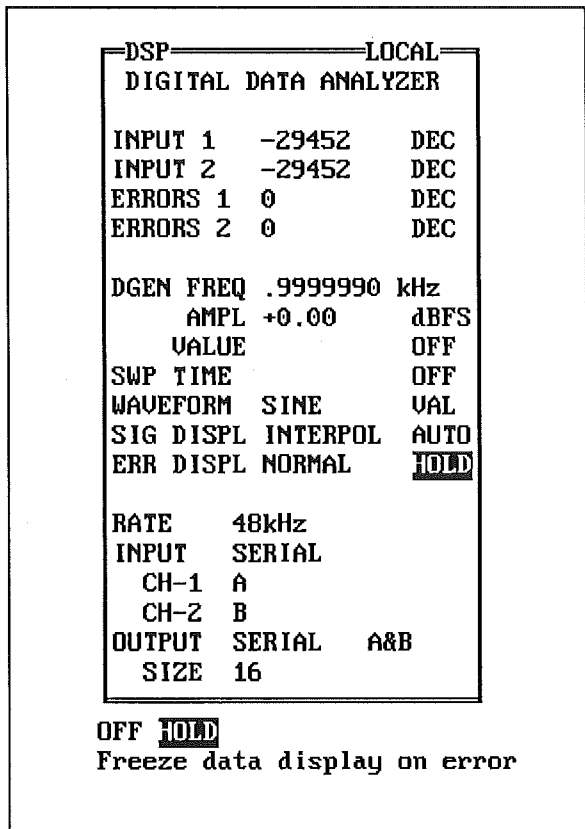 DSP LOCAL
DIGITAL DATA ANALYZER
INPUT 1 -29452 DEC
INPUT 2 -29452 DEC
ERRORS 1 0 DEC
ERRORS 2 0 DEC
DGEN FREQ .9999990 kHz
AMPL +0.00 dBFS
VALUE OFF
SWP TIME OFF
WAVEFORM SINE VAL
SIG DISPL INTERPOL AUTO
ERR DISPL NORMAL HOLD
RATE 48kHz
INPUT SERIAL
CH-1 A
CH-2 B
OUTPUT SERIAL A&B
SIZE 16
OFF HOLD
Freeze data display on error